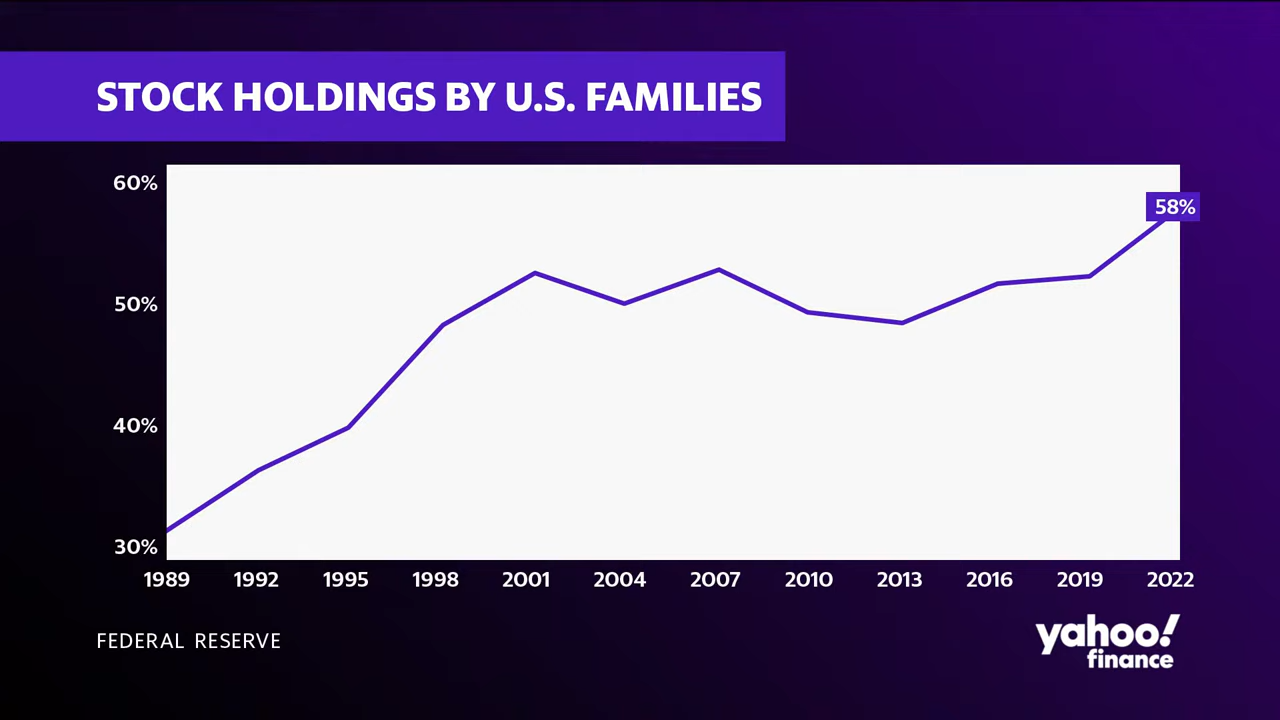 STOCK HOLDINGS BY U.S. FAMILIES
60%
58%
50%
40%
30%
1989 1992 1995 1998 2001 2004 2007 2010 2013 2016 2019 2022
FEDERAL RESERVE
yahoo!
finance